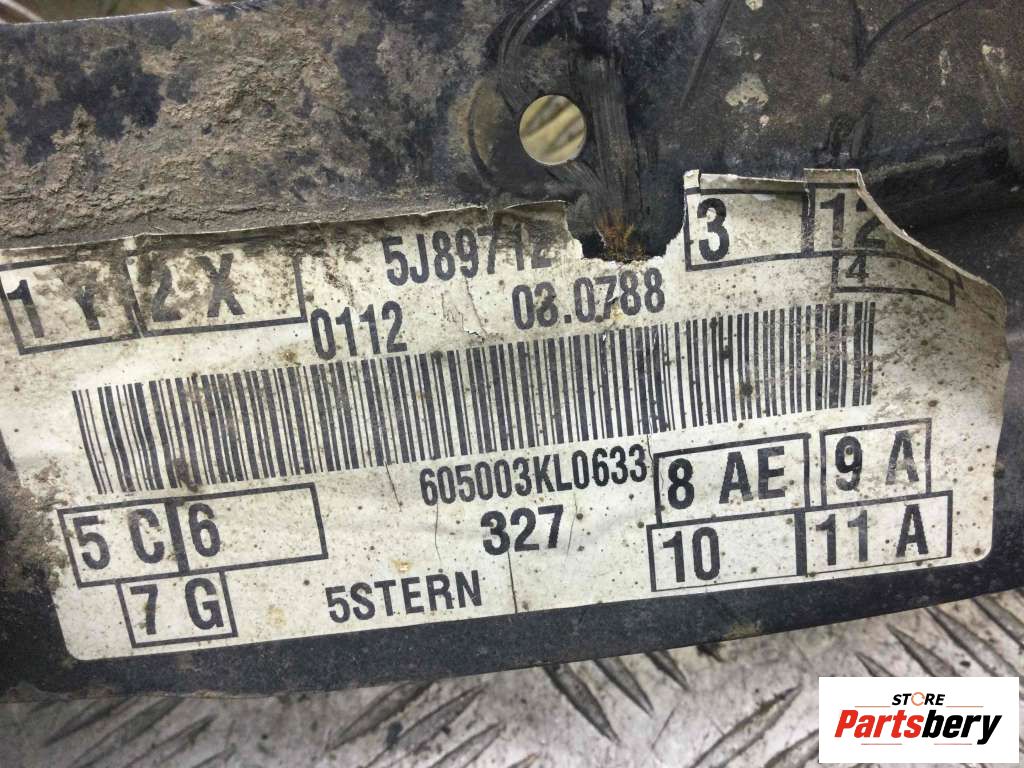 1 Y 2 X 5J89712 3 12
0112 03.0788 4
605003KL0633 8 AE 9 A
5 C 6 327 10 11 A
7 G 5STERN
STORE
Partsbery